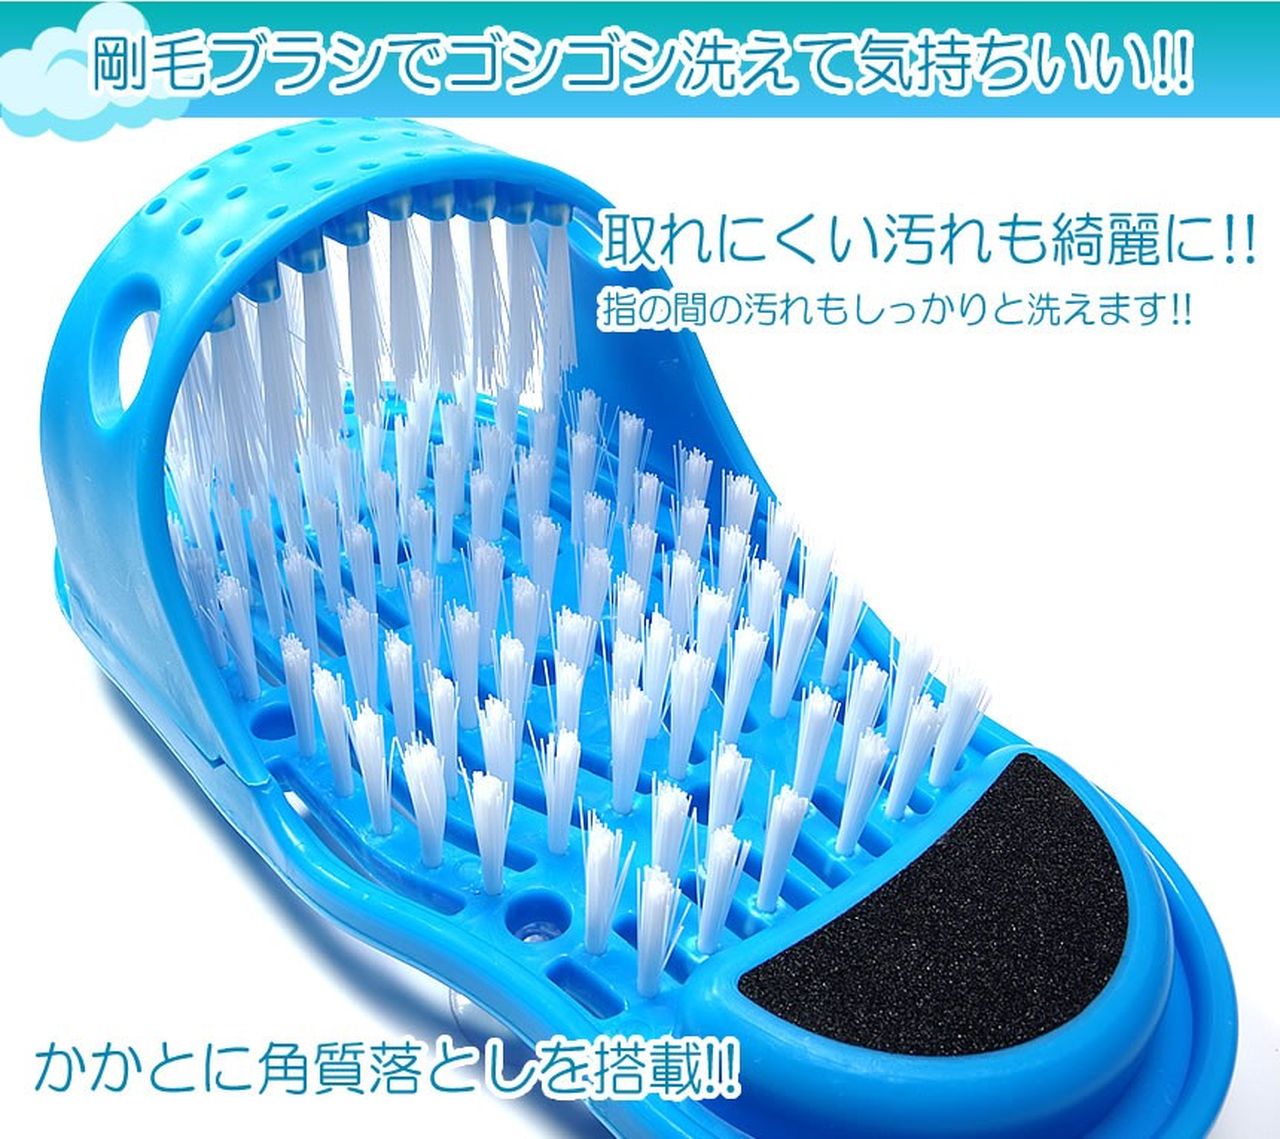 剛毛ブラシでゴシゴシ洗えて気持ちいい!!
取れにくい汚れも綺麗に!!
指の間の汚れもしっかりと洗えます!!
かかとに角質落としを搭載!!